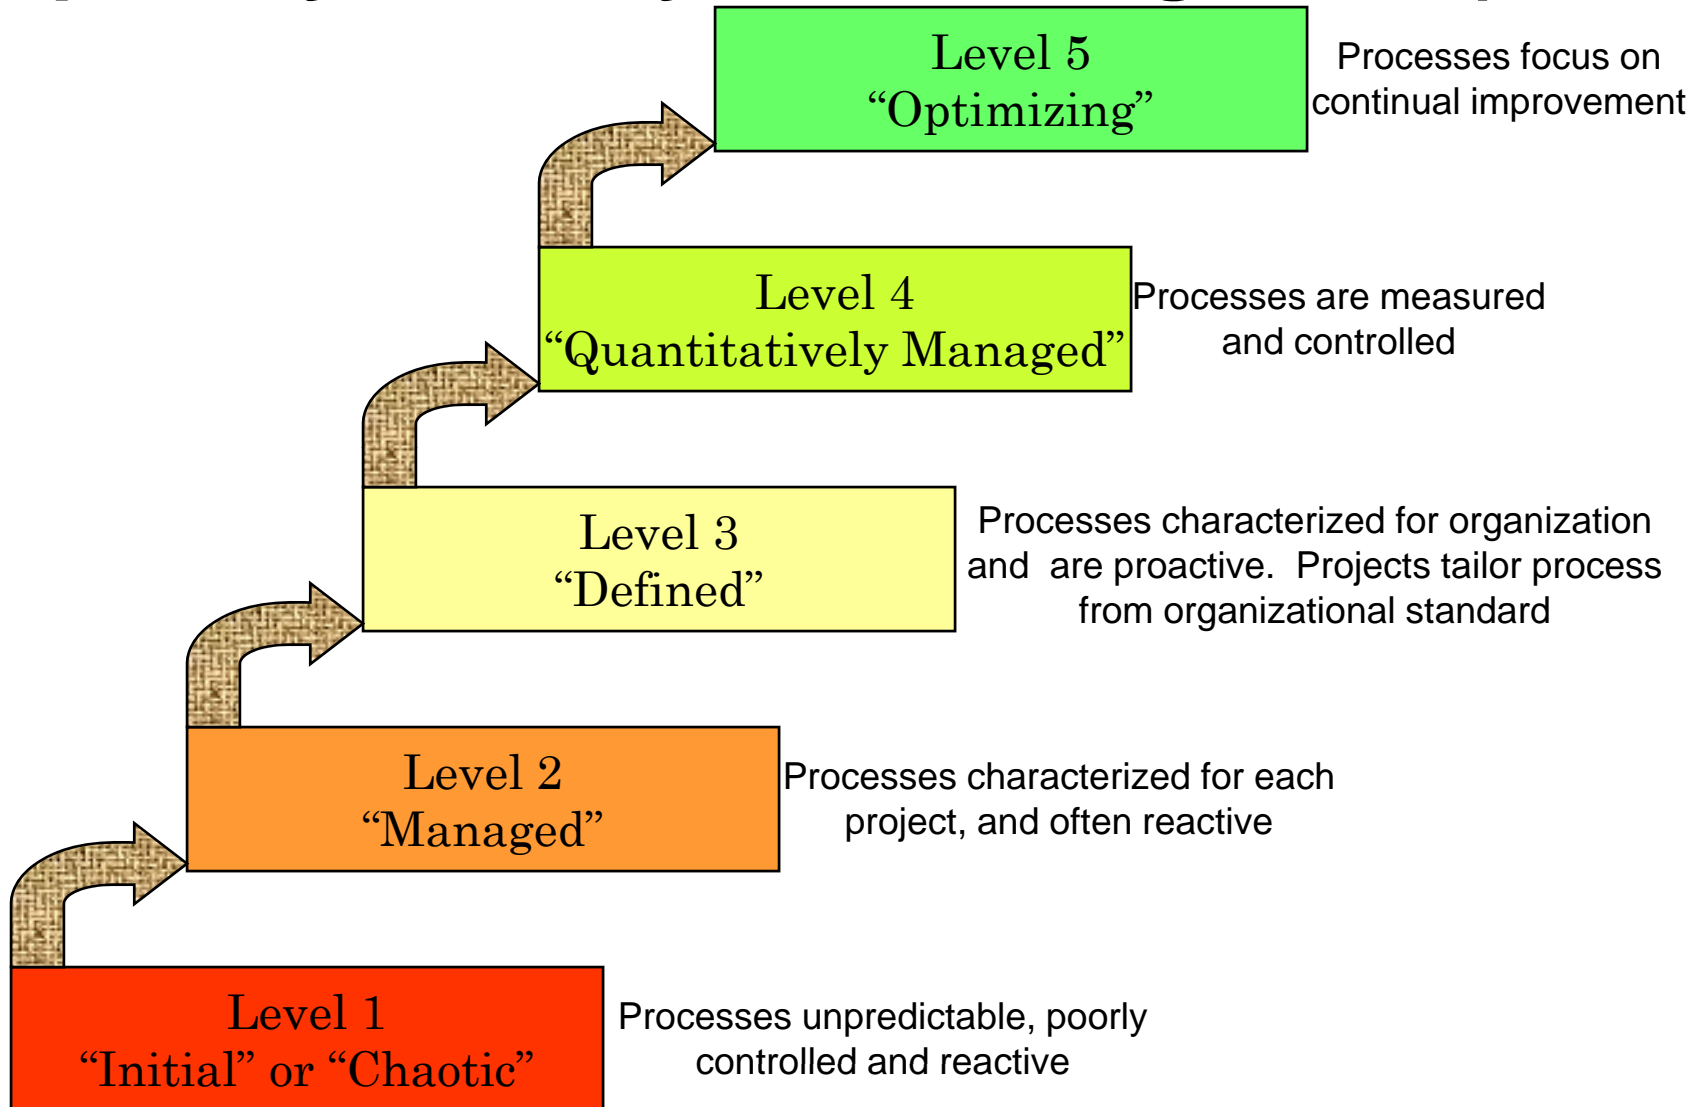 Level 5
“Optimizing”
Processes focus on
continual improvement
Level 4
“Quantitatively Managed”
Processes are measured
and controlled
Level 3
“Defined”
Processes characterized for organization
and  are proactive.  Projects tailor process
from organizational standard
Level 2
“Managed”
Processes characterized for each
project, and often reactive
Level 1
“Initial” or “Chaotic”
Processes unpredictable, poorly
controlled and reactive